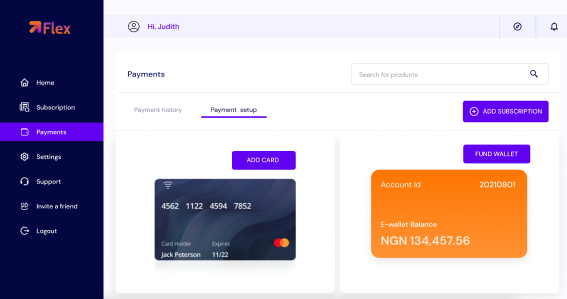 Flex
Hi, Judith
Home
Subscription
Payments
Settings
Support
Invite a friend
Logout
Payments
Search for products
Payment history
Payment setup
ADD SUBSCRIPTION
ADD CARD
4562 1122 4594 7852
Card Holder Expires
Jack Peterson 11/22
FUND WALLET
Account Id 20210801
E-wallet Balance
NGN 134,457.56